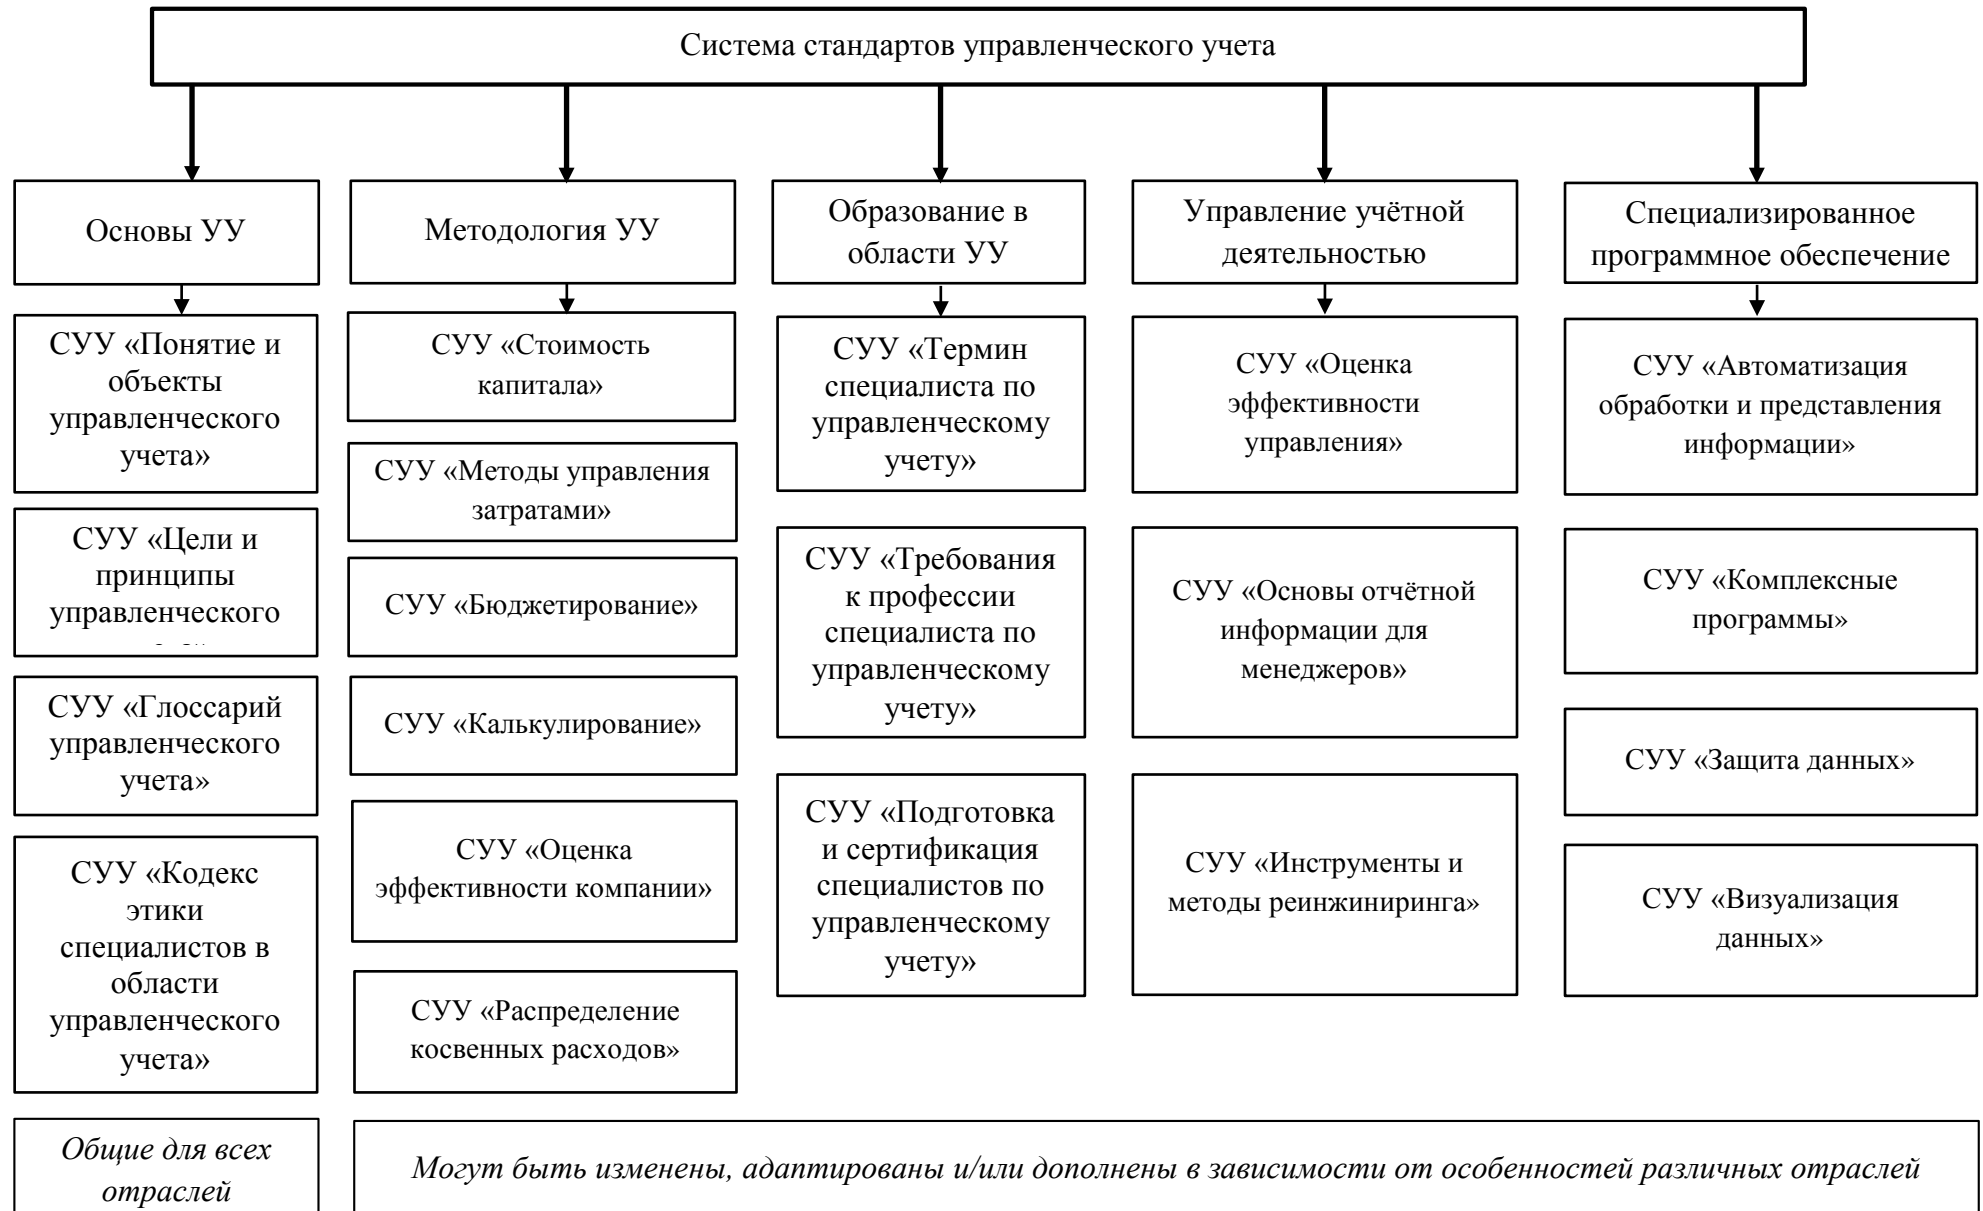 Система стандартов управленческого учета
Основы УУ
Методология УУ
Образование в
области УУ
Управление учётной
деятельностью
Специализированное
программное обеспечение
СУУ «Понятие и
объекты
управленческого
учета»
СУУ «Цели и
принципы
управленческого
СУУ «Глоссарий
управленческого
учета»
СУУ «Кодекс
этики
специалистов в
области
управленческого
учета»
СУУ «Стоимость
капитала»
СУУ «Методы управления
затратами»
СУУ «Бюджетирование»
СУУ «Калькулирование»
СУУ «Оценка
эффективности компании»
СУУ «Распределение
косвенных расходов»
СУУ «Термин
специалиста по
управленческому
учету»
СУУ «Требования
к профессии
специалиста по
управленческому
учету»
СУУ «Подготовка
и сертификация
специалистов по
управленческому
учету»
СУУ «Оценка
эффективности
управления»
СУУ «Основы отчётной
информации для
менеджеров»
СУУ «Инструменты и
методы реинжиниринга»
СУУ «Автоматизация
обработки и представления
информации»
СУУ «Комплексные
программы»
СУУ «Защита данных»
СУУ «Визуализация
данных»
Общие для всех
отраслей
Могут быть изменены, адаптированы и/или дополнены в зависимости от особенностей различных отраслей